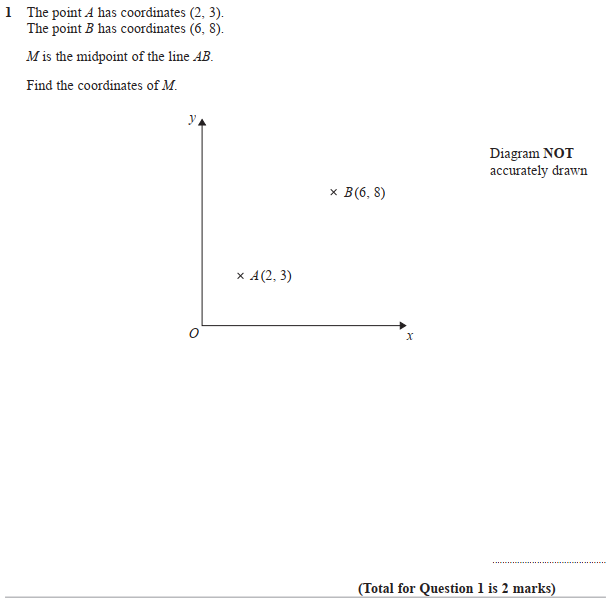 1 The point A has coordinates (2, 3).
The point B has coordinates (6, 8).
M is the midpoint of the line AB.
Find the coordinates of M.
y
Diagram NOT
accurately drawn
× B(6, 8)
× A(2, 3)
O
x
(Total for Question 1 is 2 marks)